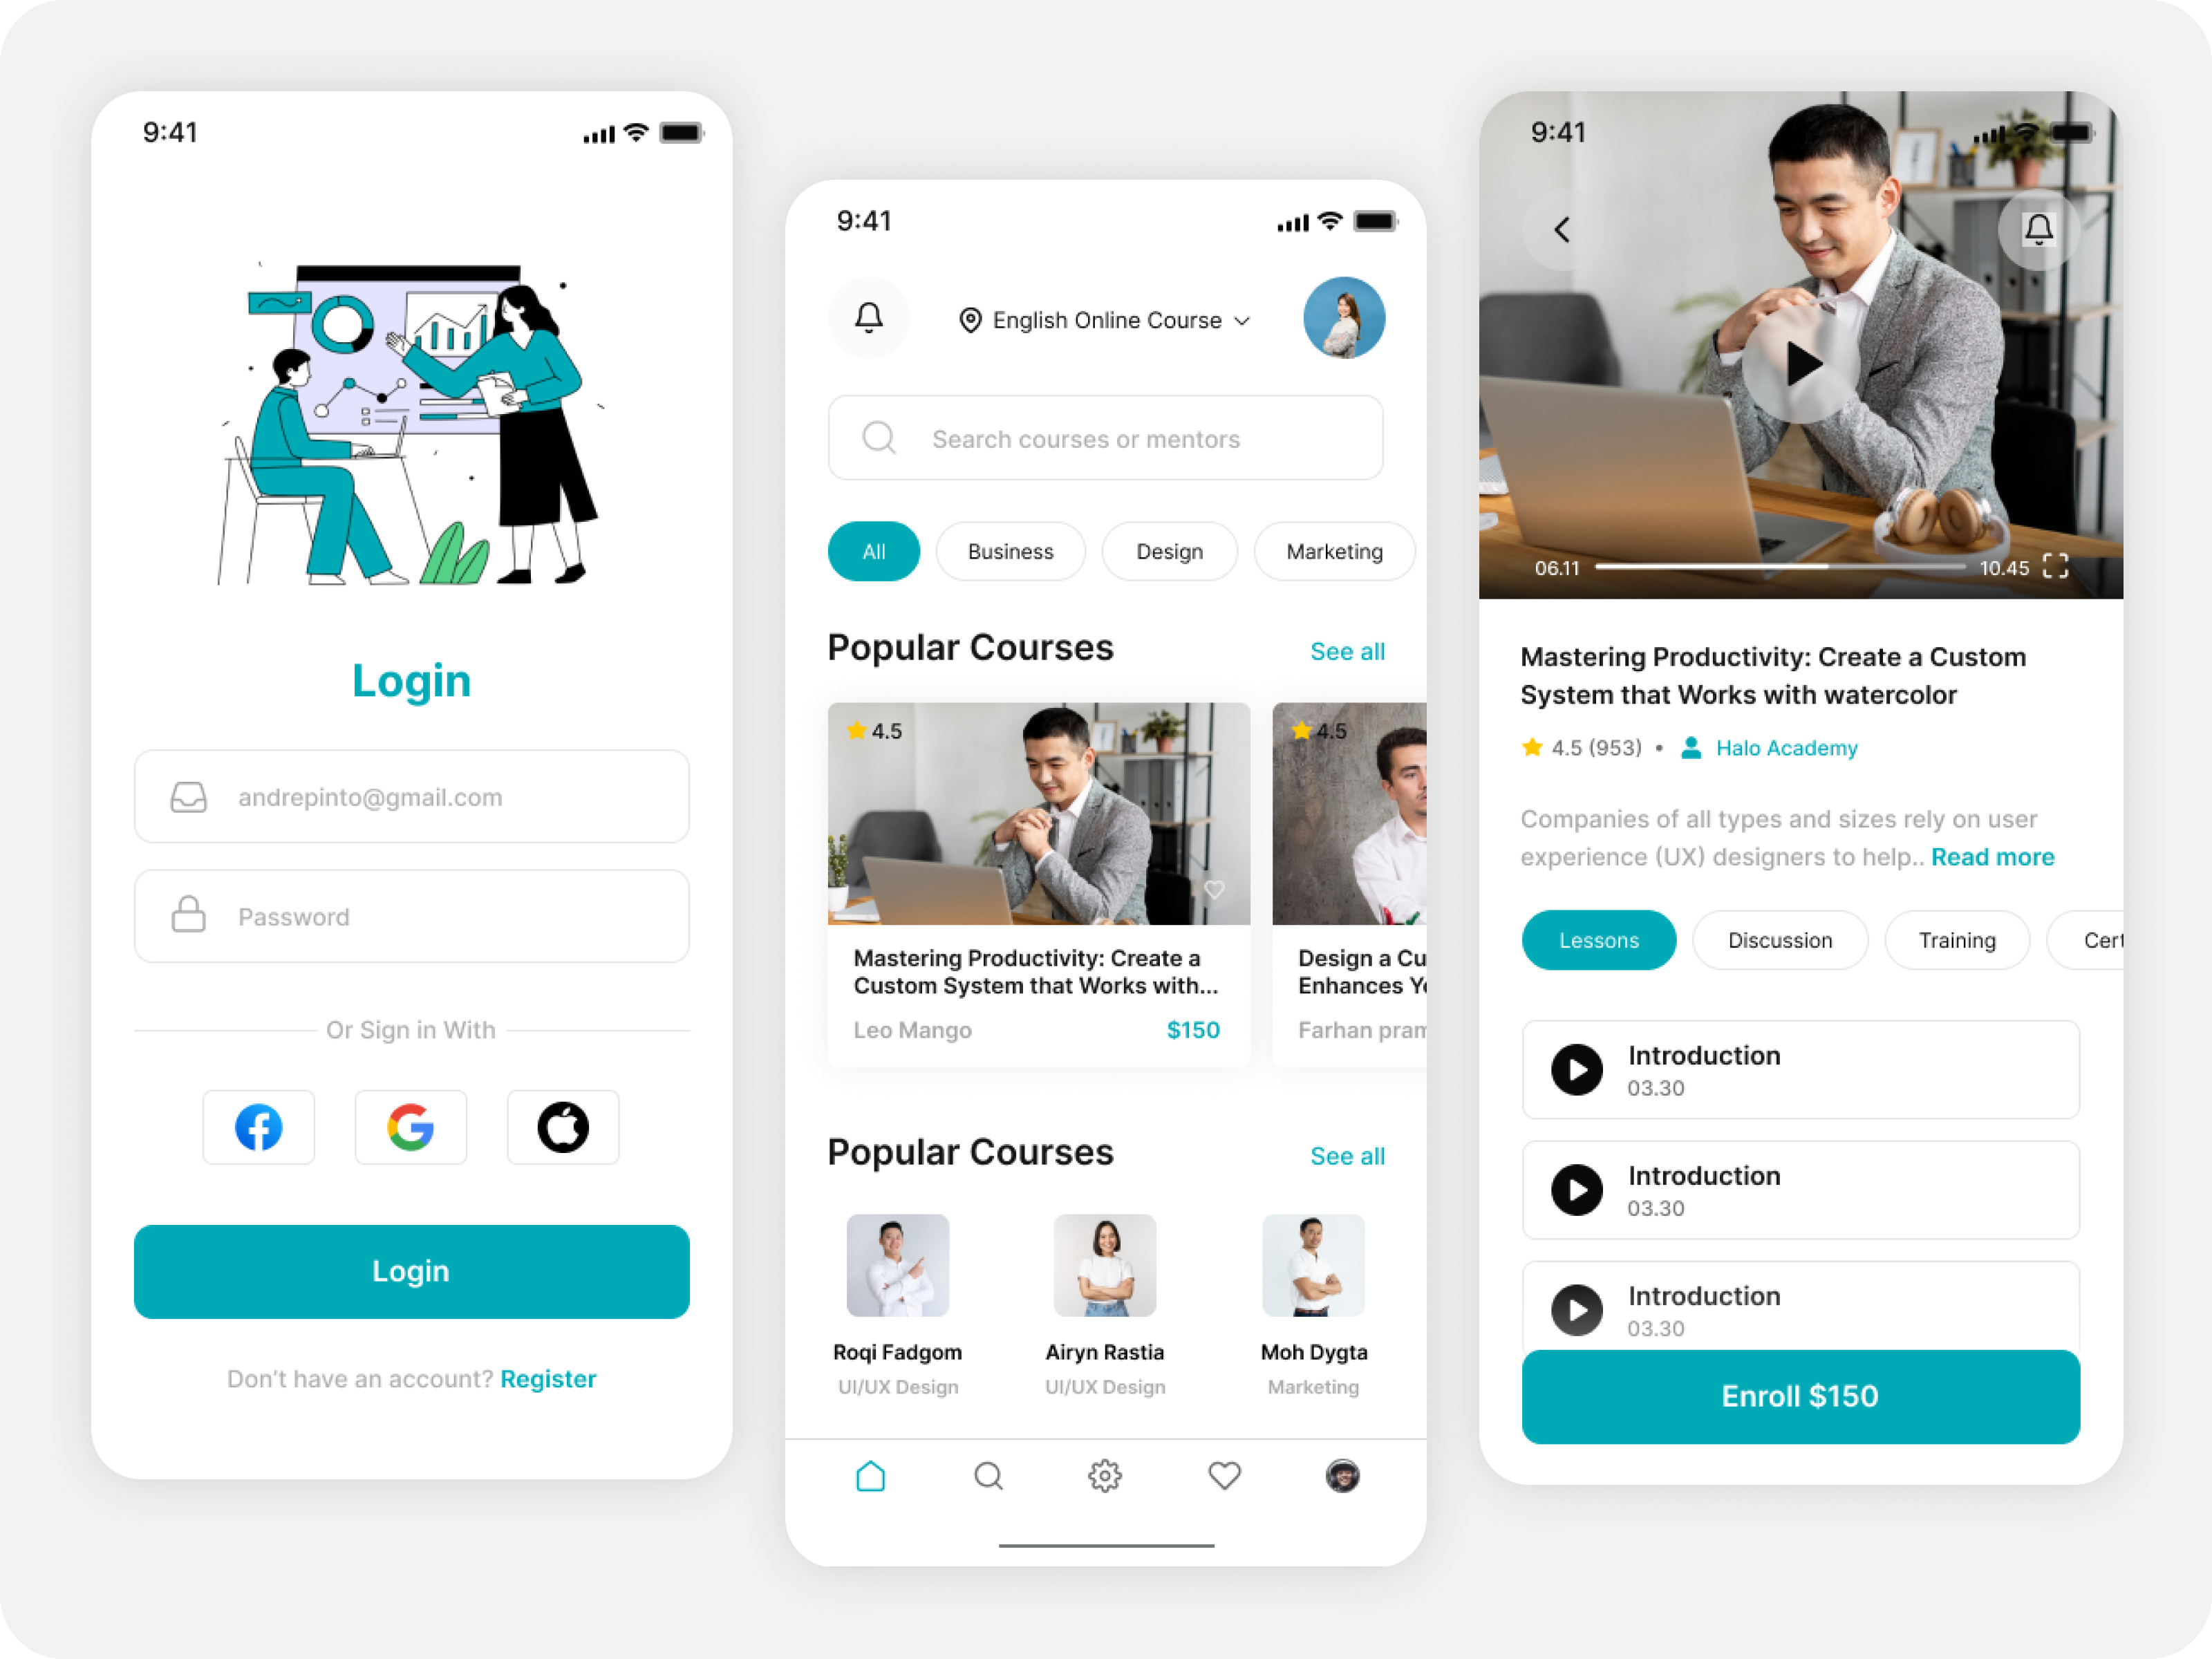 9:41
Login
andrepinto@gmail.com
Password
Or Sign in With
Login
Don't have an account? Register
9:41
English Online Course
Search courses or mentors
All Business Design Marketing
Popular Courses See all
4.5
Mastering Productivity: Create a
Custom System that Works with...
Leo Mango $150
4.5
Design a Cu
Enhances Y
Farhan pram
Popular Courses See all
Roqi Fadgom
UI/UX Design
Airyn Rastia
UI/UX Design
Moh Dygta
Marketing
9:41
06.11 10.45
Mastering Productivity: Create a Custom
System that Works with watercolor
4.5 (953) • Halo Academy
Companies of all types and sizes rely on user
experience (UX) designers to help.. Read more
Lessons Discussion Training Cert
Introduction
03.30
Introduction
03.30
Introduction
03.30
Enroll $150